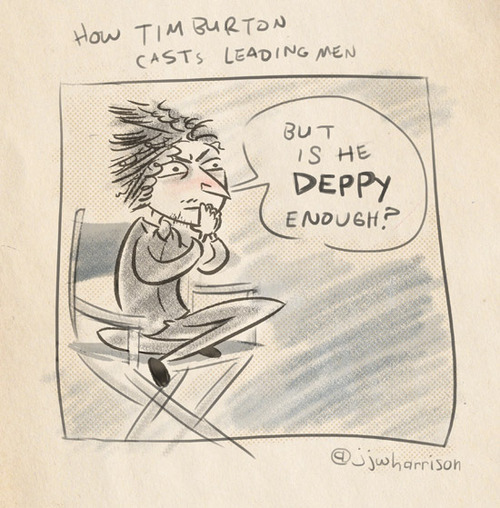 HOW TIM BURTON
CASTS LEADING MEN
BUT
IS HE
DEPPY
ENOUGH?
@jjwharrison